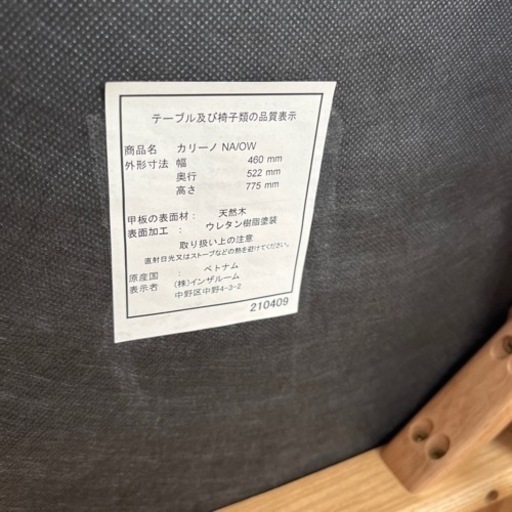 テーブル及び椅子類の品質表示
商品名 カリーノ NA/OW
外形寸法 幅 460 mm
奥行 522 mm
高さ 775 mm
甲板の表面材： 天然木
表面加工： ウレタン樹脂塗装
取り扱い上の注意
直射日光又はストーブなどの熱を避けてください。
原産国： ベトナム
表示者： (株)インザルーム
中野区中野4-3-2
210409